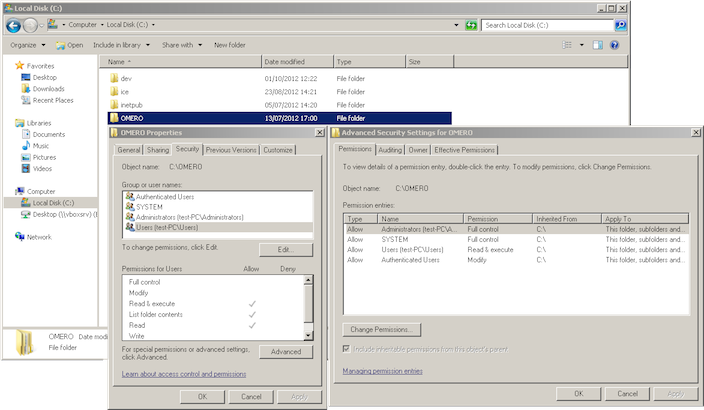 Local Disk (C:)
Computer Local Disk (C:)
Search Local Disk (C:)
Organize Open Include in library Share with New folder
Favorites
Desktop
Downloads
Recent Places
Libraries
Documents
Music
Pictures
Videos
Computer
Local Disk (C:)
Desktop (\\vboxsrv) (
Network
Name Date modified Type Size
dev 01/10/2012 12:22 File folder
ice 23/08/2012 14:21 File folder
inetpub 05/07/2012 14:20 File folder
OMERO 13/07/2012 17:00 File folder
OMERO Date modi
File folder
OMERO Properties
General Sharing Security Previous Versions Customize
Object name: C:\OMERO
Group or user names:
Authenticated Users
SYSTEM
Administrators (test-PC\Administrators)
Users (test-PC\Users)
To change permissions, click Edit.
Edit...
Permissions for Users Allow Deny
Full control
Modify
Read & execute
List folder contents
Read
Write
For special permissions or advanced settings,
click Advanced.
Advanced
Learn about access control and permissions
OK Cancel Apply
Advanced Security Settings for OMERO
Permissions Auditing Owner Effective Permissions
To view details of a permission entry, double-click the entry. To modify permissions, click Change Permissions.
Object name: C:\OMERO
Permission entries:
Type Name Permission Inherited From Apply To
Allow Administrators (test-PC\A... Full control C:\ This folder, subfolders and...
Allow SYSTEM Full control C:\ This folder, subfolders and...
Allow Users (test-PC\Users) Read & execute C:\ This folder, subfolders and...
Allow Authenticated Users Modify C:\ This folder, subfolders and...
Change Permissions...
Include inheritable permissions from this object's parent
Managing permission entries
OK Cancel Apply